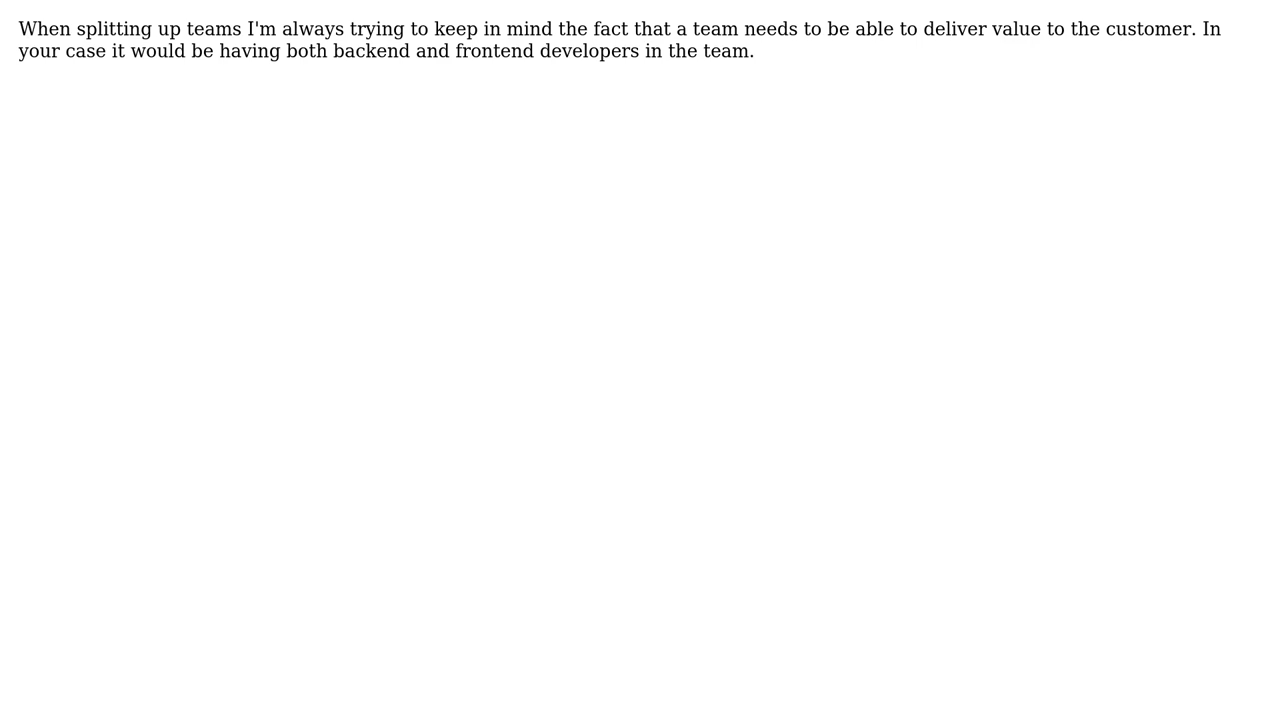 When splitting up teams I'm always trying to keep in mind the fact that a team needs to be able to deliver value to the customer. In
your case it would be having both backend and frontend developers in the team.